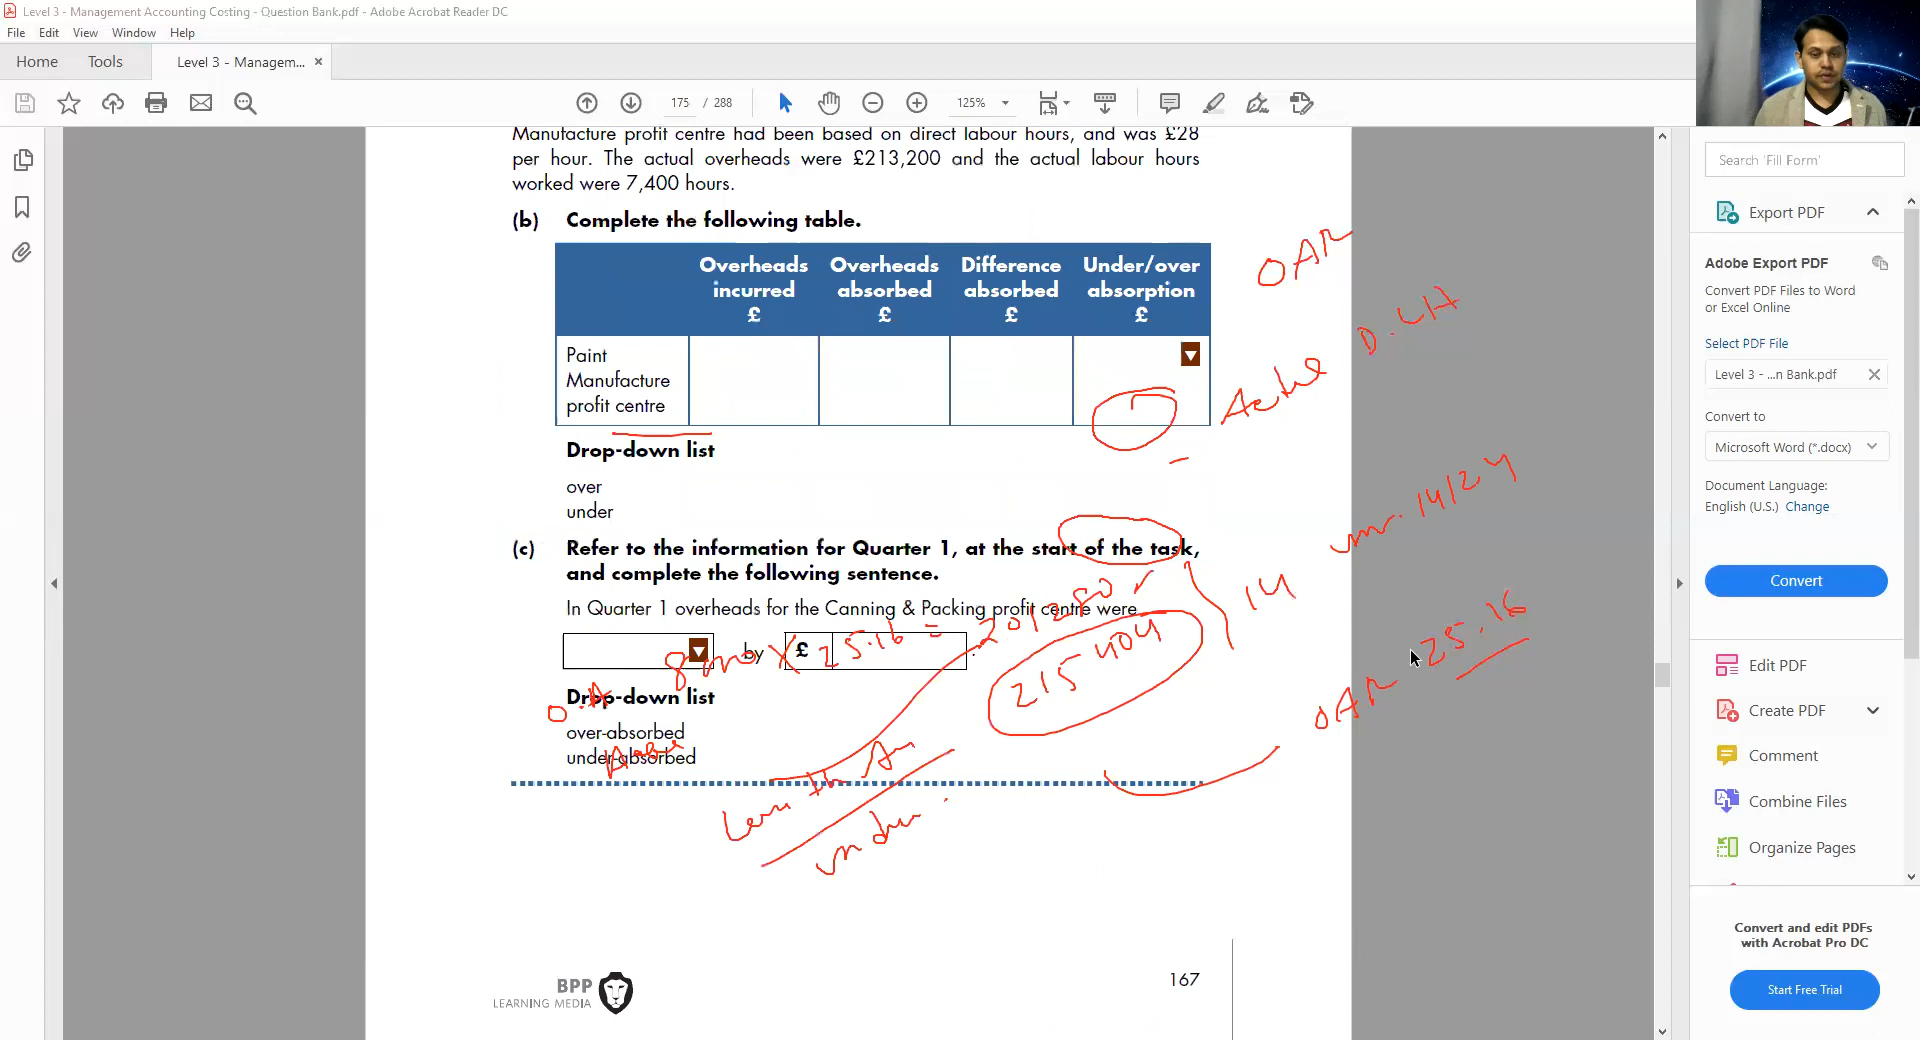 Level 3 - Management Accounting Costing - Question Bank.pdf - Adobe Acrobat Reader DC
File Edit View Window Help
Home Tools Level 3 - Managem... ×
175 / 288 125%
Manufacture profit centre had been based on direct labour hours, and was £28
per hour. The actual overheads were £213,200 and the actual labour hours
worked were 7,400 hours.
(b) Complete the following table.
Overheads incurred £
Overheads absorbed £
Difference absorbed £
Under/over absorption £
Paint
Manufacture
profit centre
Drop-down list
over
under
(c) Refer to the information for Quarter 1, at the start of the task,
and complete the following sentence.
In Quarter 1 overheads for the Canning & Packing profit centre were
by £ .
Drop-down list
over-absorbed
under-absorbed
OAR
D.LH
14124
14
OAR 25.16
25.16 = 201280
215404
O.A
BPP
LEARNING MEDIA
167
Search 'Fill Form'
Export PDF
Adobe Export PDF
Convert PDF Files to Word
or Excel Online
Select PDF File
Level 3 - ...n Bank.pdf
Convert to
Microsoft Word (*.docx)
Document Language:
English (U.S.) Change
Convert
Edit PDF
Create PDF
Comment
Combine Files
Organize Pages
Convert and edit PDFs
with Acrobat Pro DC
Start Free Trial